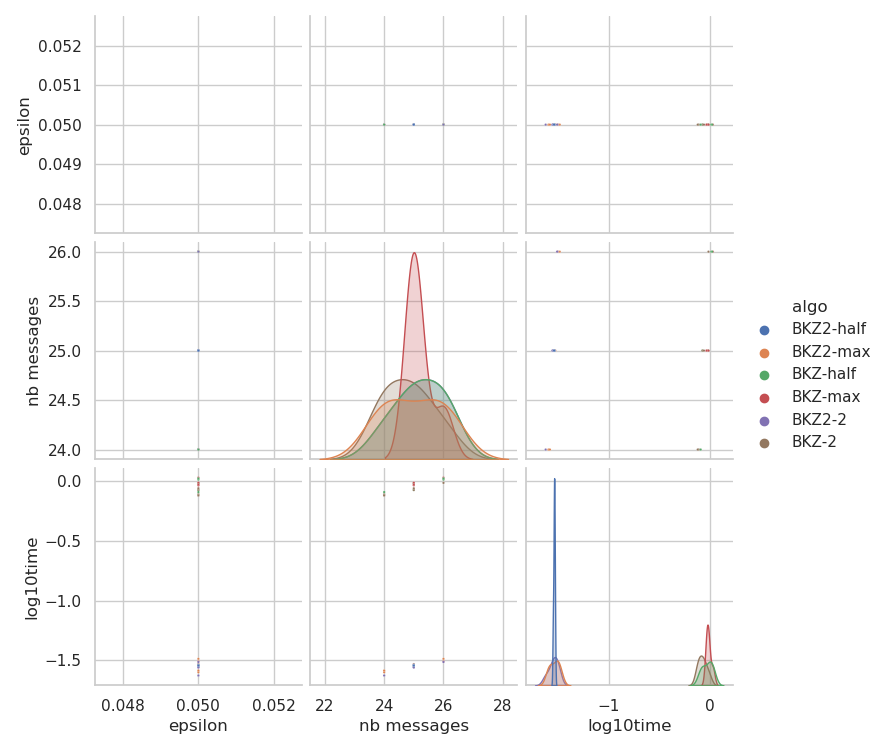 0.052
0.051
0.050
0.049
0.048
epsilon
26.0
25.5
25.0
24.5
24.0
nb messages
algo
BKZ2-half
BKZ2-max
BKZ-half
BKZ-max
BKZ2-2
BKZ-2
0.0
−0.5
−1.0
−1.5
log10time
0.048 0.050 0.052
22 24 26 28
−1 0
epsilon
nb messages
log10time